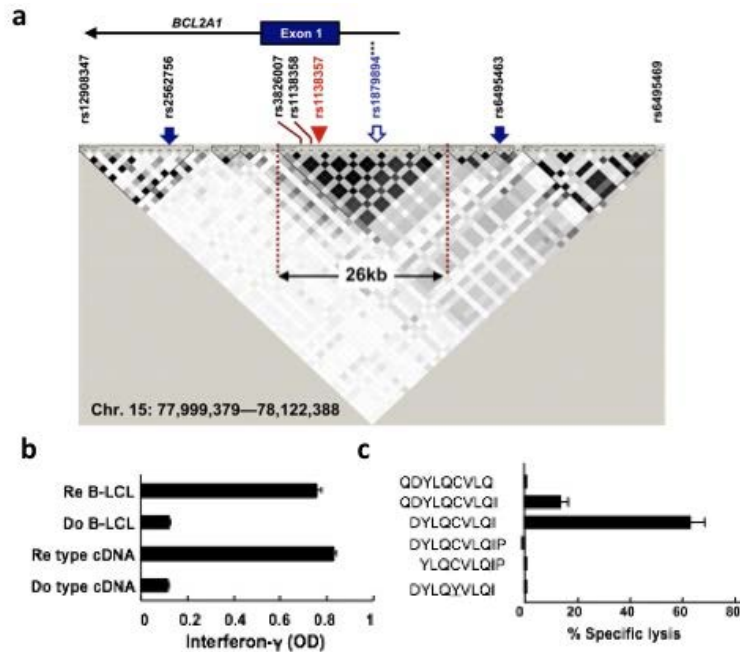 a
BCL2A1
Exon 1
rs12908347
rs2562756
rs3826007
rs1138358
rs1138357
rs1879894***
rs6495463
rs6495469
26kb
Chr. 15: 77,999,379—78,122,388
b
Re B-LCL
Do B-LCL
Re type cDNA
Do type cDNA
0 0.2 0.4 0.6 0.8 1
Interferon-γ (OD)
c
QDYLQCVLQ
QDYLQCVLQI
DYLQCVLQI
DYLQCVLQIP
YLQCVLQIP
DYLQYVLQI
0 20 40 60 80
% Specific lysis